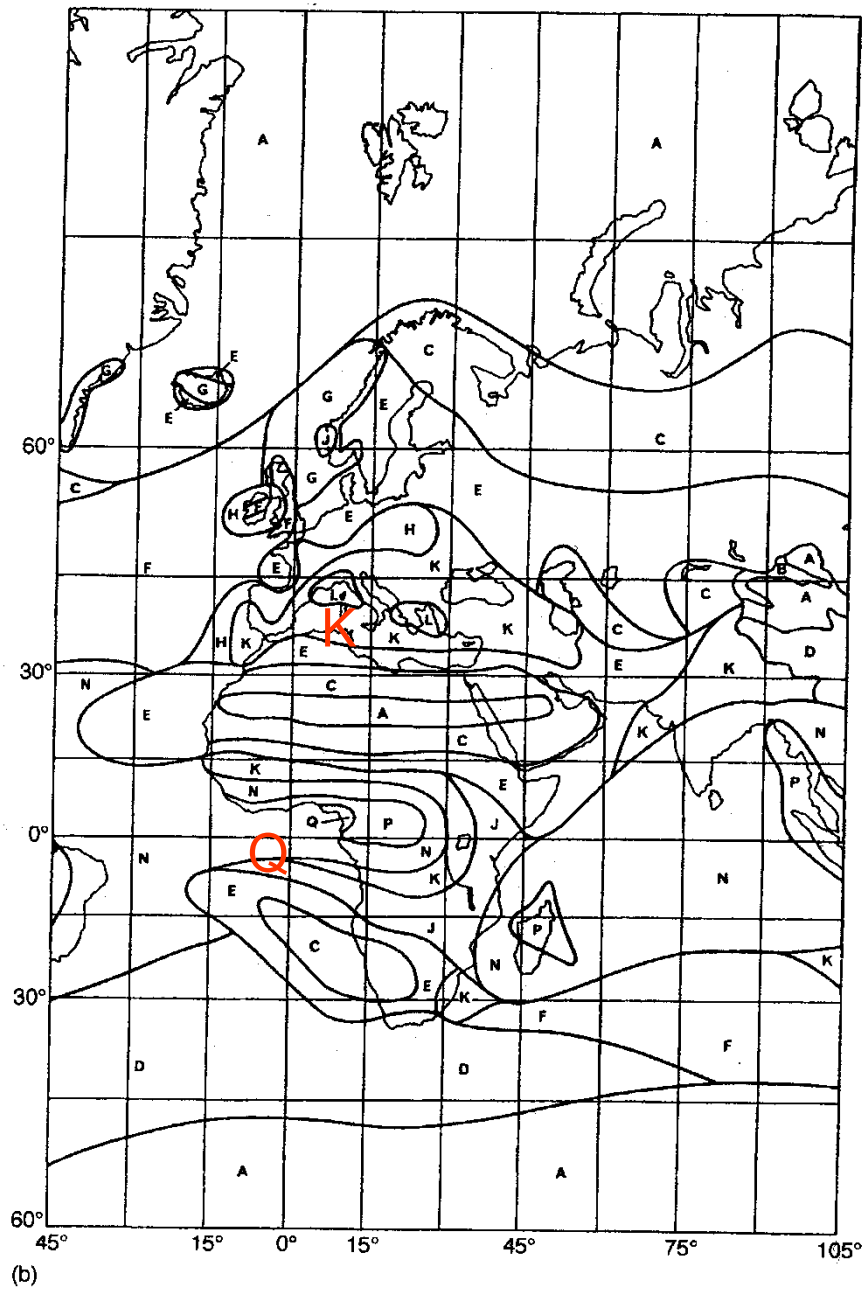 A A
C
G E G
G E
J
E
60° C
C
G E
H E F E H
F E K A
B
C A
L K L
H K K K C
E E D
30° K
N C
E A K N
C
K E P
N
Q P J
0°
Q N
N K N
E
J P
C N K
E
30° K
F
F
D D
A A
60°
45° 15° 0° 15° 45° 75° 105°
(b)